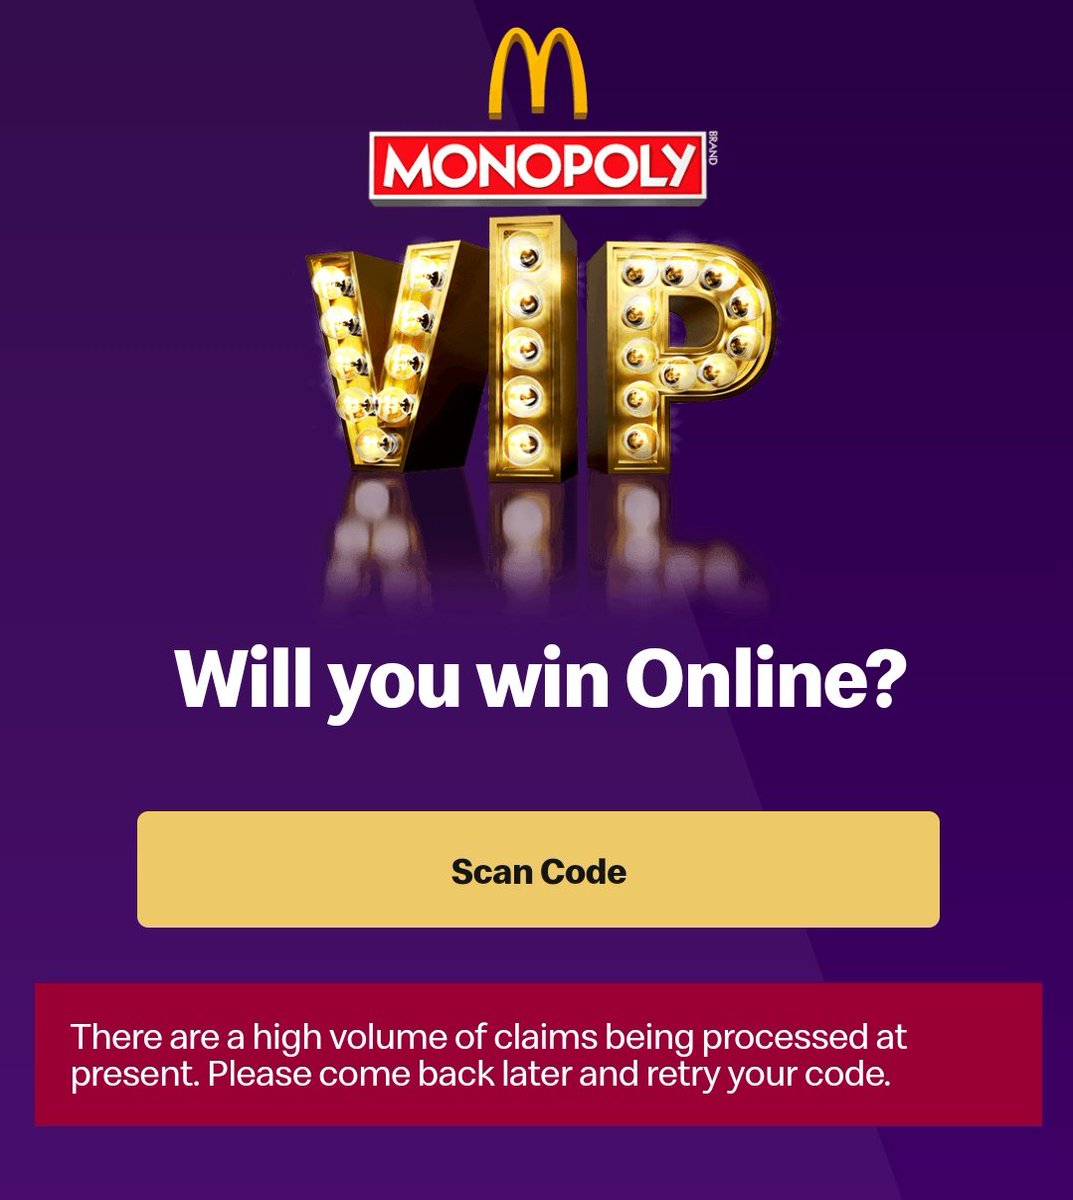 MONOPOLY
BRAND
VIP
Will you win Online?
Scan Code
There are a high volume of claims being processed at
present. Please come back later and retry your code.